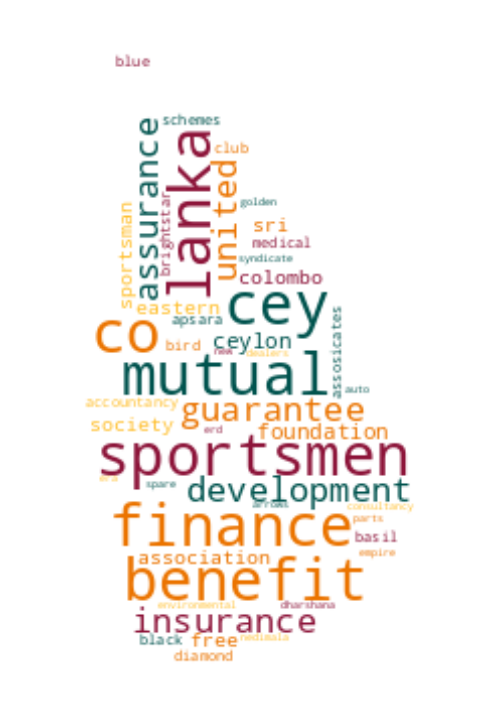 blue
schemes
assurance
lanka
club
united
golden
sportsman
brightstar
sri
medical
syndicate
colombo
eastern
cey
apsara
co
bird
ceylon
new
dealers
assosicates
mutual
auto
accountancy
guarantee
society
erd
foundation
sportsmen
era
spare
development
arrows
consultancy
finance
parts
basil
association
empire
benefit
environmental
dharshana
insurance
black
free
nedimala
diamond